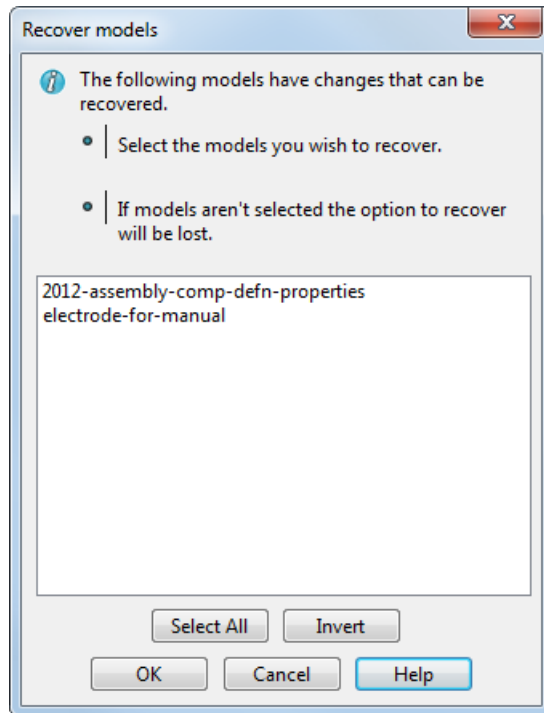 Recover models
The following models have changes that can be
recovered.
Select the models you wish to recover.
If models aren't selected the option to recover
will be lost.
2012-assembly-comp-defn-properties
electrode-for-manual
Select All Invert
OK Cancel Help